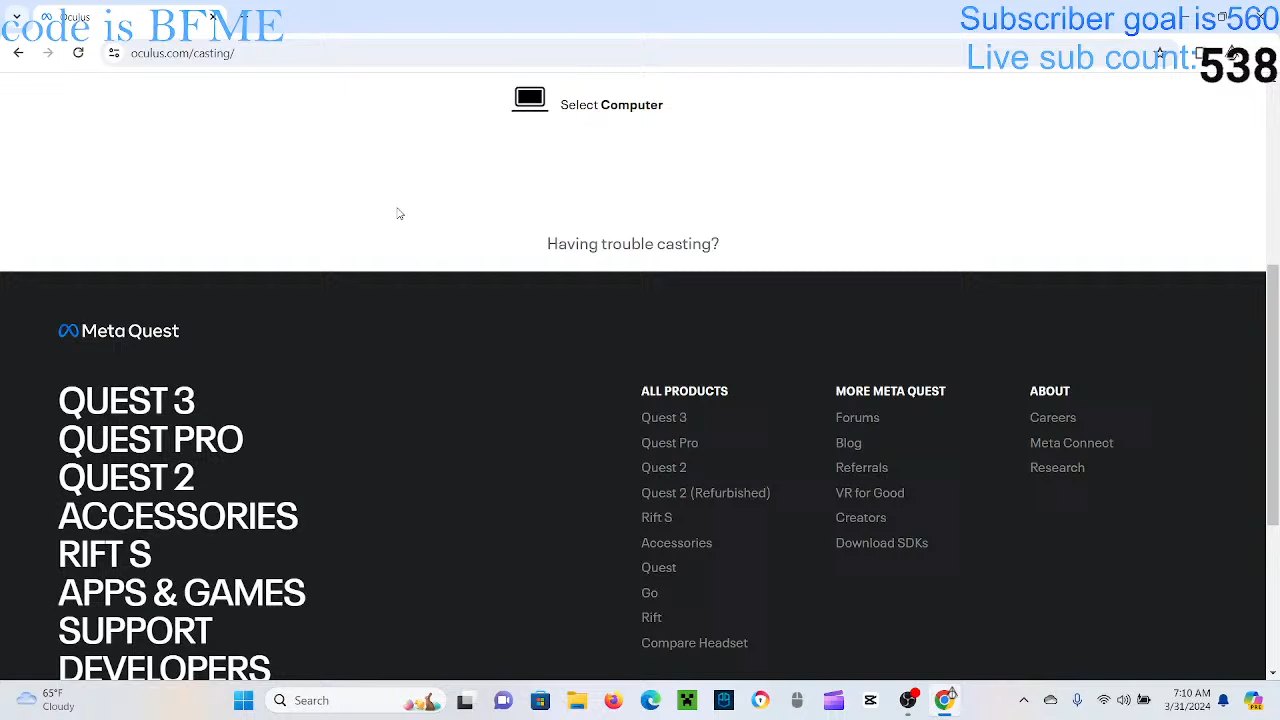 Oculus
code is BFME
Subscriber goal is 560
oculus.com/casting/
Live sub count:
538
Select Computer
Having trouble casting?
Meta Quest
QUEST 3
QUEST PRO
QUEST 2
ACCESSORIES
RIFT S
APPS & GAMES
SUPPORT
DEVELOPERS
ALL PRODUCTS
Quest 3
Quest Pro
Quest 2
Quest 2 (Refurbished)
Rift S
Accessories
Quest
Go
Rift
Compare Headset
MORE META QUEST
Forums
Blog
Referrals
VR for Good
Creators
Download SDKs
ABOUT
Careers
Meta Connect
Research
65°F
Cloudy
Search
7:10 AM
3/31/2024
PRE